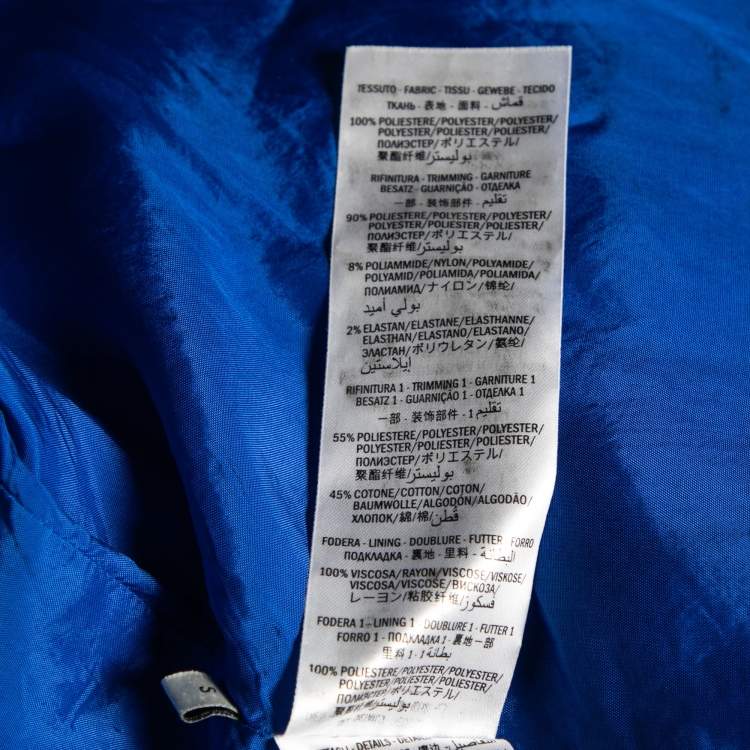 TESSUTO - FABRIC - TISSU - GEWEBE - TECIDO
ТКАНЬ - 表地 - 面料 - قماش
100% POLIESTERE/POLYESTER/POLYESTER/
POLYESTER/POLIESTER/POLIESTER/
ПОЛИЭСТЕР/ポリエステル/
聚酯纤维/بوليستر
RIFINITURA - TRIMMING - GARNITURE
BESATZ - GUARNIÇÃO - ОТДЕЛКА
一部 - 装饰部件 - تقليم
90% POLIESTERE/POLYESTER/POLYESTER/
POLYESTER/POLIESTER/POLIESTER/
ПОЛИЭСТЕР/ポリエステル/
聚酯纤维/بوليستر
8% POLIAMMIDE/NYLON/POLYAMIDE/
POLYAMID/POLIAMIDA/POLIAMIDA/
ПОЛИАМИД/ナイロン/锦纶/
بولي أميد
2% ELASTAN/ELASTANE/ELASTHANNE/
ELASTHAN/ELASTANO/ELASTANO/
ЭЛАСТАН/ポリウレタン/氨纶/
إيلاستين
RIFINITURA 1 - TRIMMING 1 - GARNITURE 1
BESATZ 1 - GUARNIÇÃO 1 - ОТДЕЛКА 1
一部 - 装饰部件 - 1 تقليم
55% POLIESTERE/POLYESTER/POLYESTER/
POLYESTER/POLIESTER/POLIESTER/
ПОЛИЭСТЕР/ポリエステル/
聚酯纤维/بوليستر
45% COTONE/COTTON/COTON/
BAUMWOLLE/ALGODÓN/ALGODÃO/
ХЛОПОК/綿/棉/قطن
FODERA - LINING - DOUBLURE - FUTTER - FORRO
ПОДКЛАДКА - 裏地 - 里料 - البطانة
100% VISCOSA/RAYON/VISCOSE/VISKOSE/
VISCOSA/VISCOSE/ВИСКОЗА/
レーヨン/粘胶纤维/فسكوز
FODERA 1 - LINING 1 - DOUBLURE 1 - FUTTER 1
FORRO 1 - ПОДКЛАДКА 1 - 裏地一部
里料 1 - 1 بطانة
100% POLIESTERE/POLYESTER/POLYESTER/
POLYESTER/POLIESTER/POLIESTER/
ПОЛИЭСТЕР/ポリエステル/
聚酯纤维/بوليستر
S
DETAILS - DETAILS